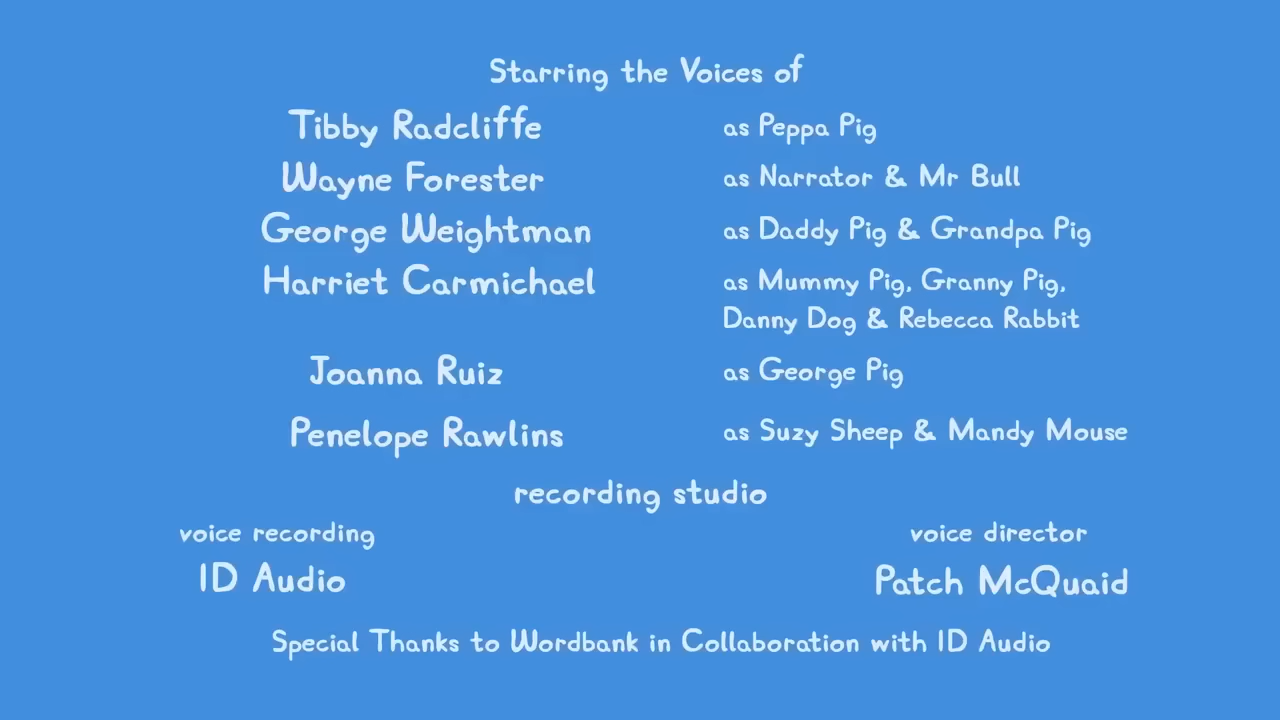 Starring the Voices of
Tibby Radcliffe as Peppa Pig
Wayne Forester as Narrator & Mr Bull
George Weightman as Daddy Pig & Grandpa Pig
Harriet Carmichael as Mummy Pig, Granny Pig,
Danny Dog & Rebecca Rabbit
Joanna Ruiz as George Pig
Penelope Rawlins as Suzy Sheep & Mandy Mouse
recording studio
voice recording voice director
ID Audio Patch McQuaid
Special Thanks to Wordbank in Collaboration with ID Audio